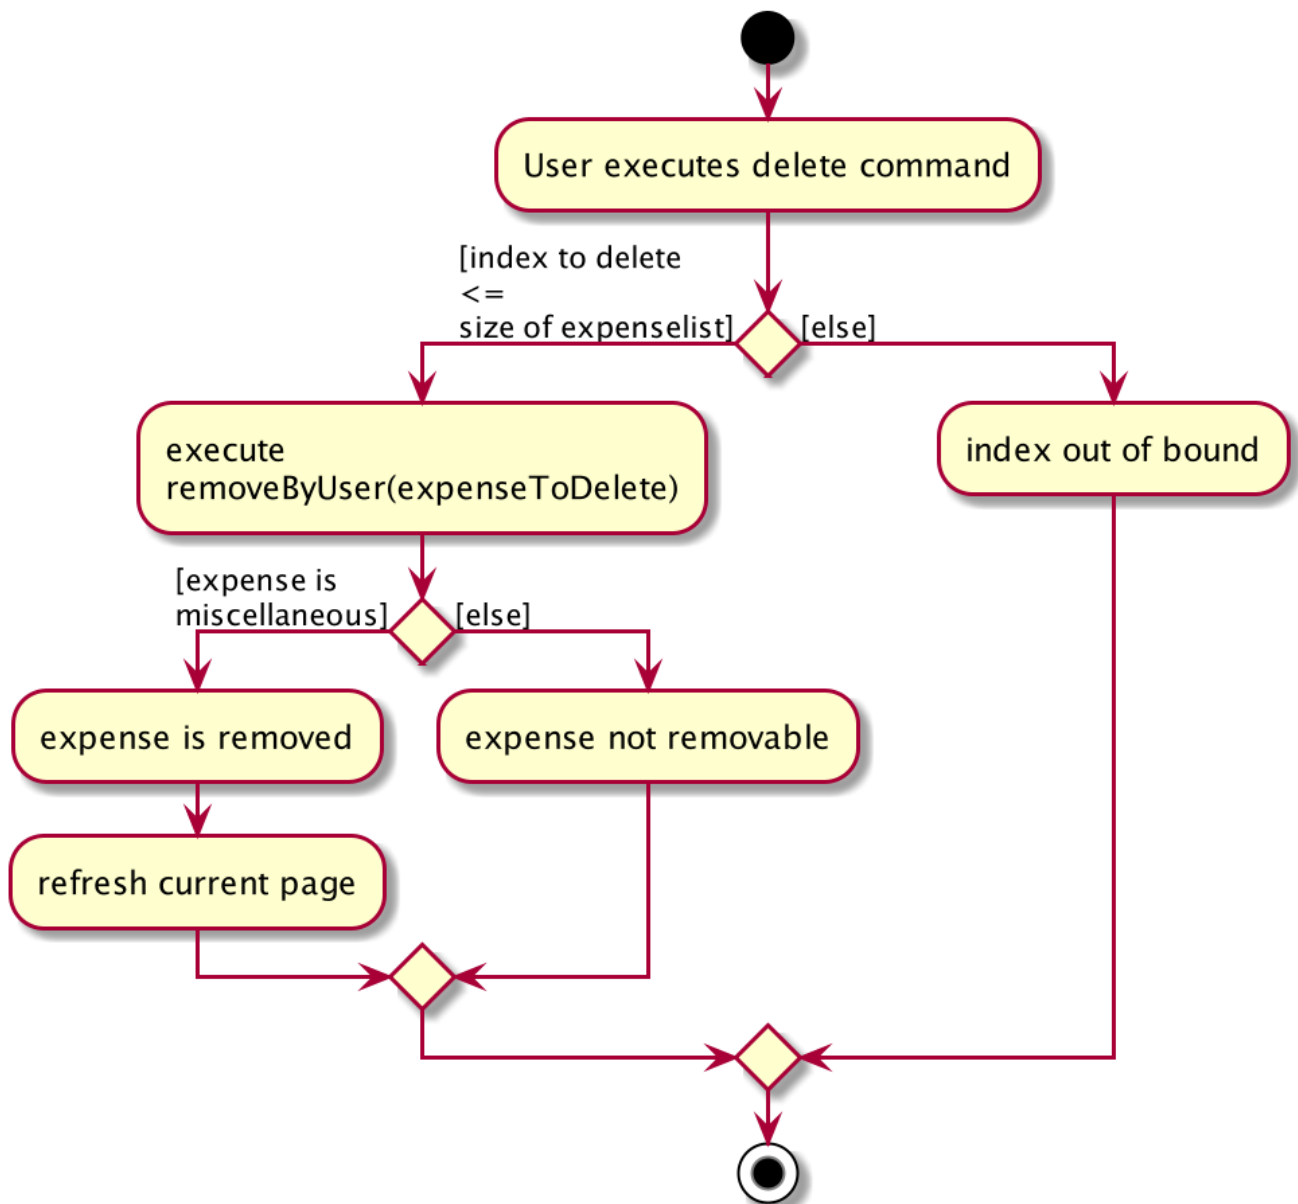 User executes delete command
[index to delete
<=
size of expenselist]
[else]
execute
removeByUser(expenseToDelete)
index out of bound
[expense is
miscellaneous]
[else]
expense is removed
expense not removable
refresh current page